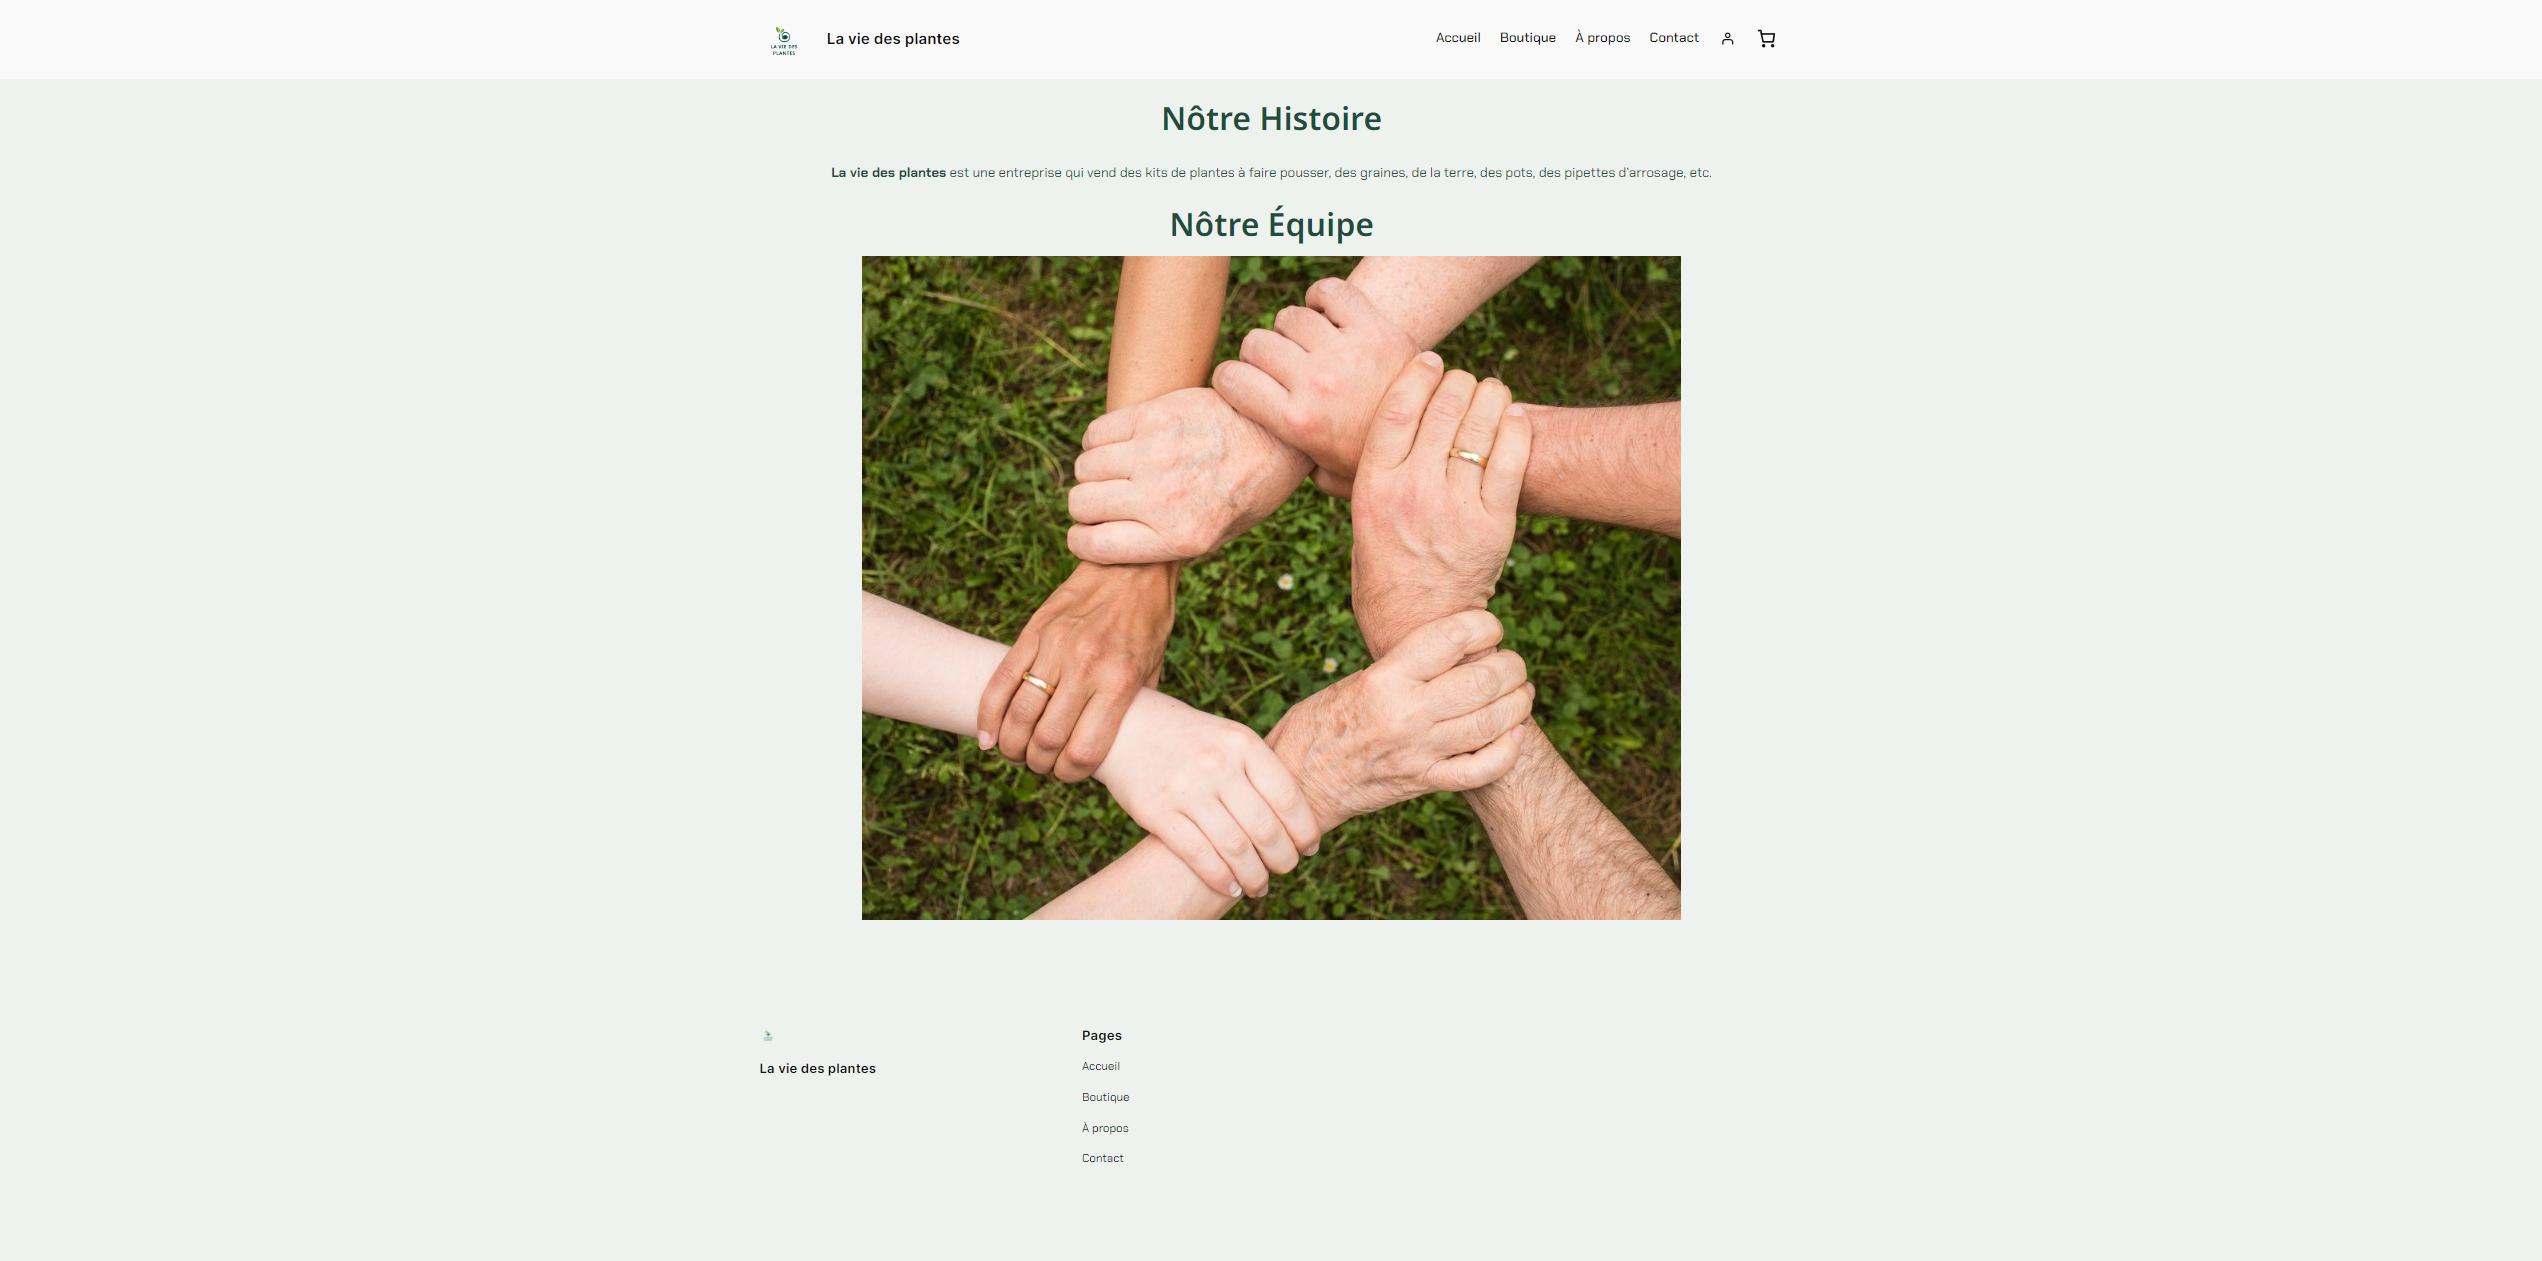 LA VIE DES
PLANTES
La vie des plantes
Accueil
Boutique
À propos
Contact
Nôtre Histoire
La vie des plantes est une entreprise qui vend des kits de plantes à faire pousser, des graines, de la terre, des pots, des pipettes d'arrosage, etc.
Nôtre Équipe
La vie des plantes
Pages
Accueil
Boutique
À propos
Contact